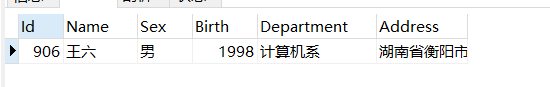 Id Name Sex Birth Department Address
906 王六 男 1998 计算机系 湖南省衡阳市